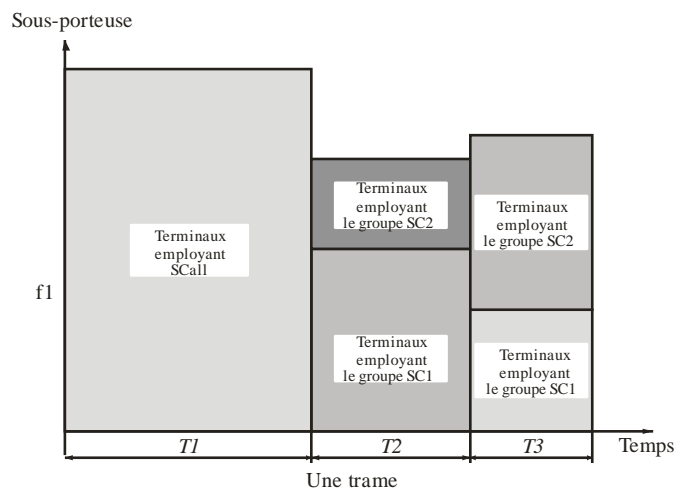 Sous-porteuse
Terminaux
employant
SCall
Terminaux
employant
le groupe SC2
Terminaux
employant
le groupe SC2
f1
Terminaux
employant
le groupe SC1
Terminaux
employant
le groupe SC1
T1
T2
T3
Temps
Une trame